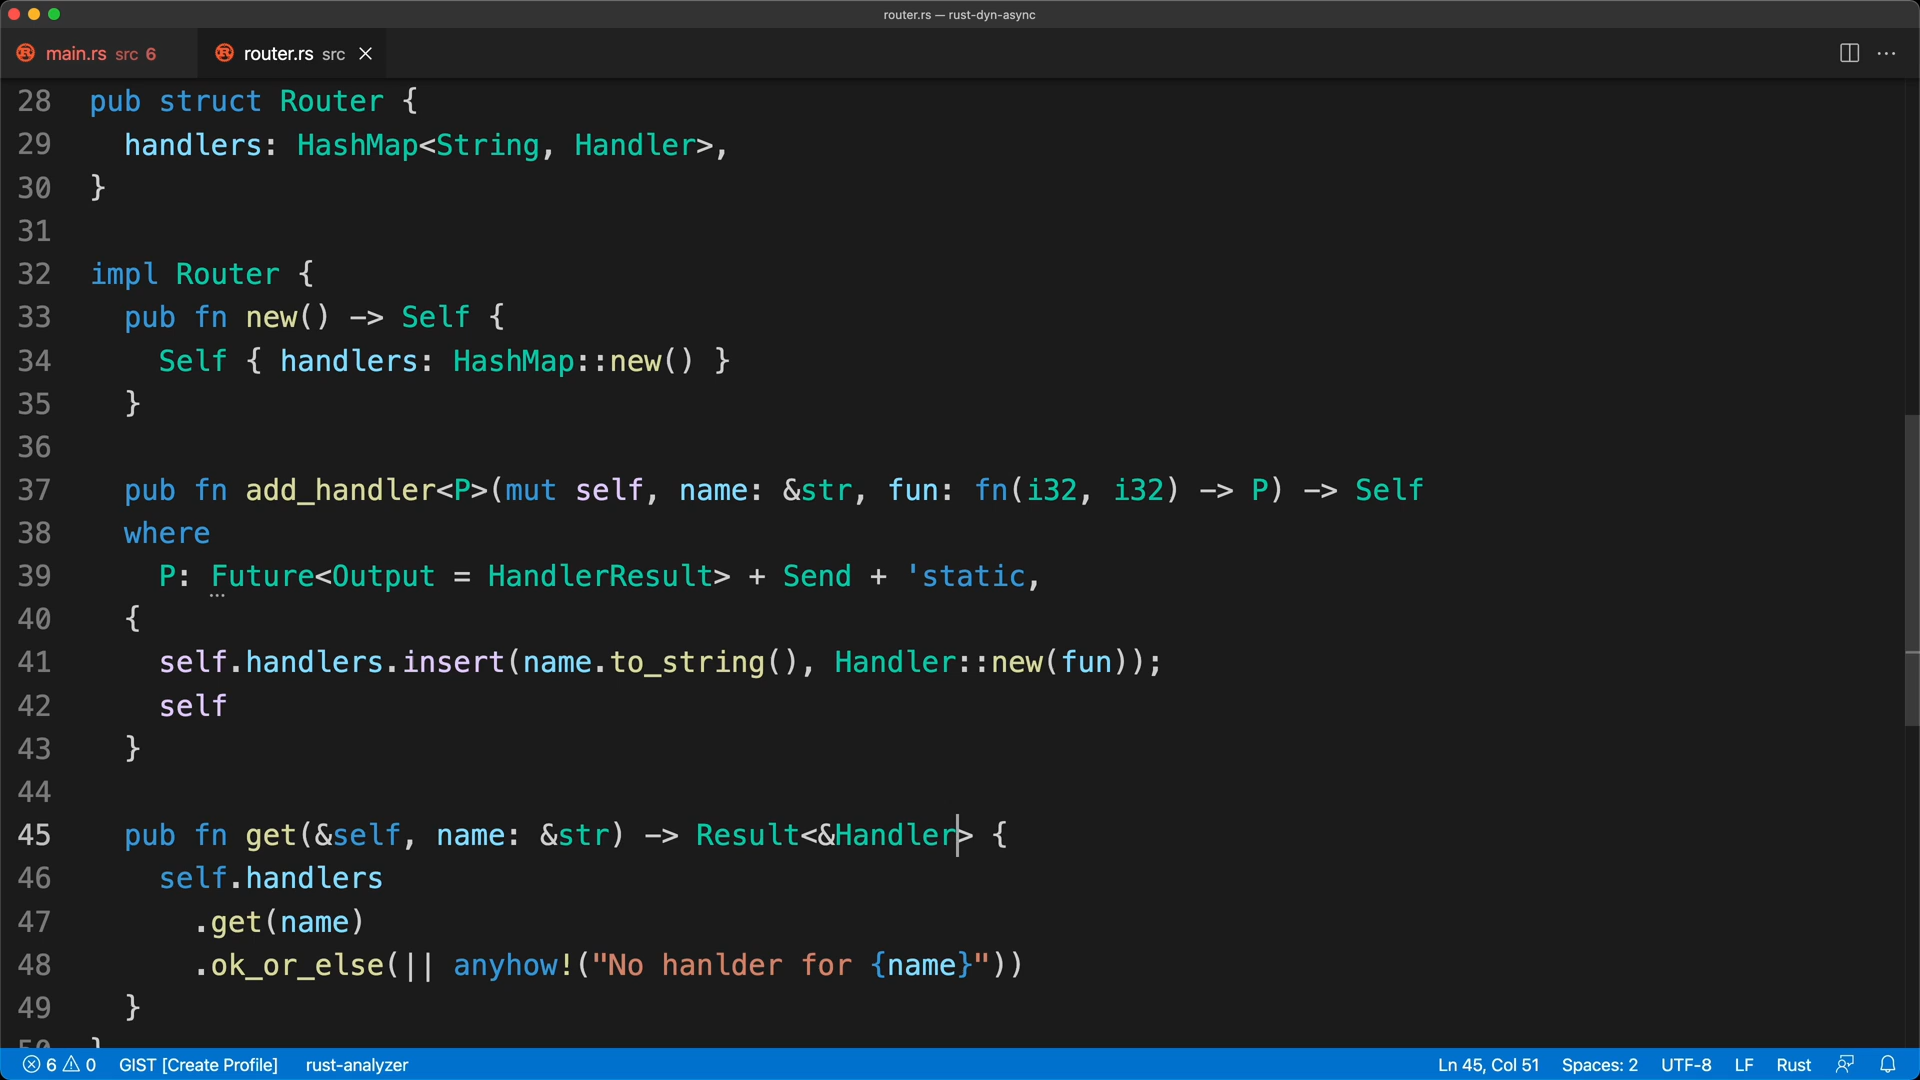 router.rs — rust-dyn-async
main.rs src 6 router.rs src
28 pub struct Router {
29 handlers: HashMap<String, Handler>,
30 }
31
32 impl Router {
33 pub fn new() -> Self {
34 Self { handlers: HashMap::new() }
35 }
36
37 pub fn add_handler<P>(mut self, name: &str, fun: fn(i32, i32) -> P) -> Self
38 where
39 P: Future<Output = HandlerResult> + Send + 'static,
40 {
41 self.handlers.insert(name.to_string(), Handler::new(fun));
42 self
43 }
44
45 pub fn get(&self, name: &str) -> Result<&Handler> {
46 self.handlers
47 .get(name)
48 .ok_or_else(|| anyhow!("No hanlder for {name}"))
49 }
50 }
6 0 GIST [Create Profile] rust-analyzer Ln 45, Col 51 Spaces: 2 UTF-8 LF Rust